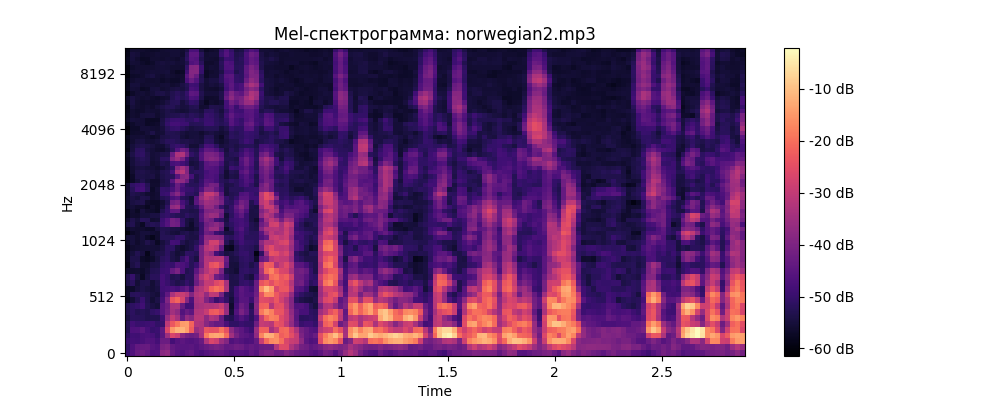 Mel-спектрограмма: norwegian2.mp3
8192
4096
2048
1024
512
0
Hz
0 0.5 1 1.5 2 2.5
Time
-10 dB
-20 dB
-30 dB
-40 dB
-50 dB
-60 dB